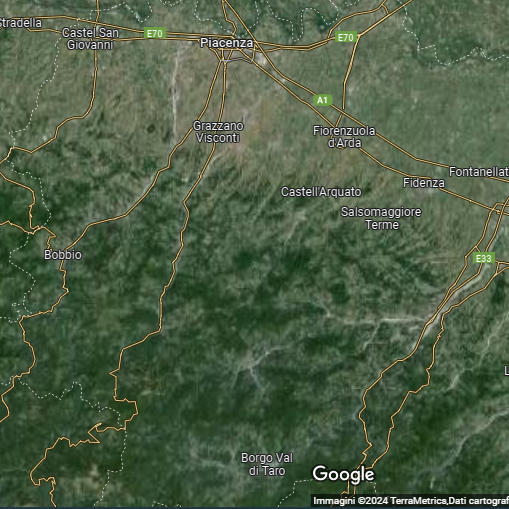 Stradella
E70
Castel San
Giovanni
Piacenza
E70
A1
Grazzano
Visconti
Fiorenzuola
d'Arda
Fontanellat
Fidenza
Castell'Arquato
Salsomaggiore
Terme
Bobbio
E33
L
Borgo Val
di Taro
Google
Immagini ©2024 TerraMetrics,Dati cartograf